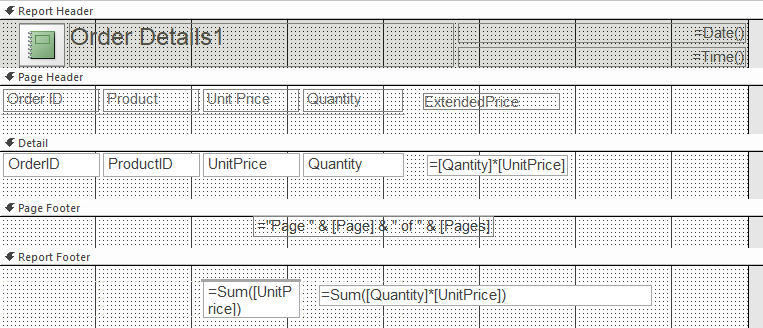 Report Header
Order Details1
=Date()
=Time()
Page Header
Order ID Product Unit Price Quantity ExtendedPrice
Detail
OrderID ProductID UnitPrice Quantity =[Qantity]*[UnitPrice]
Page Footer
="Page " & [Page] & " of " & [Pages]
Report Footer
=Sum([UnitP
rice])
=Sum([Quantity]*[UnitPrice])